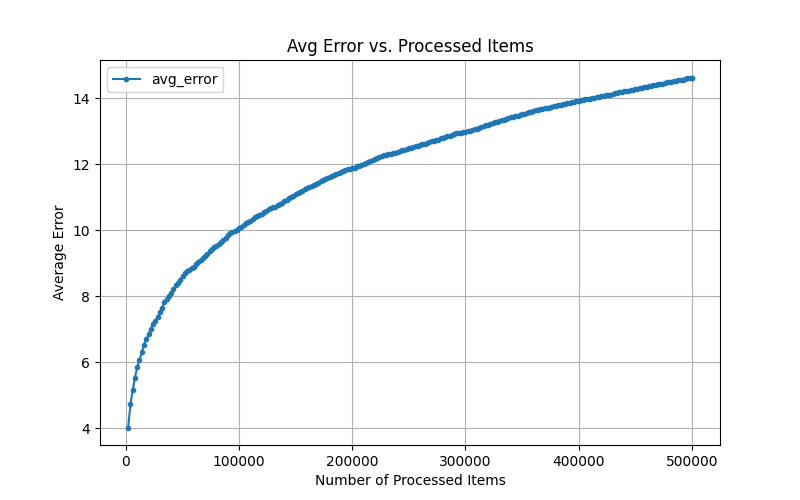 Avg Error vs. Processed Items
avg_error
Average Error
14
12
10
8
6
4
0 100000 200000 300000 400000 500000
Number of Processed Items